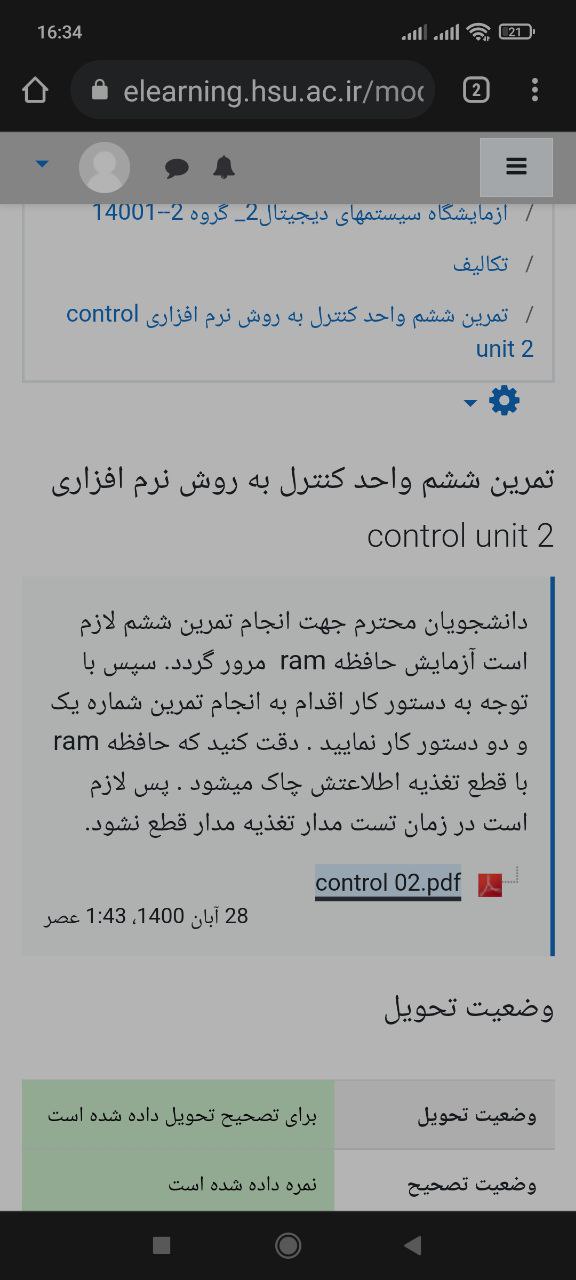 16:34
21
elearning.hsu.ac.ir/mod
2
/ آزمایشگاه سیستمهای دیجیتال2_ گروه 2--14001
/ تکالیف
/ تمرین ششم واحد کنترل به روش نرم افزاری control
unit 2
تمرین ششم واحد کنترل به روش نرم افزاری
control unit 2
دانشجویان محترم جهت انجام تمرین ششم لازم
است آزمایش حافظه ram مرور گردد. سپس با
توجه به دستور کار اقدام به انجام تمرین شماره یک
و دو دستور کار نمایید . دقت کنید که حافظه ram
با قطع تغذیه اطلاعتش چاک میشود . پس لازم
است در زمان تست مدار تغذیه مدار قطع نشود.
control 02.pdf
28 آبان 1400، 1:43 عصر
وضعیت تحویل
وضعیت تحویل برای تصحیح تحویل داده شده است
وضعیت تصحیح نمره داده شده است